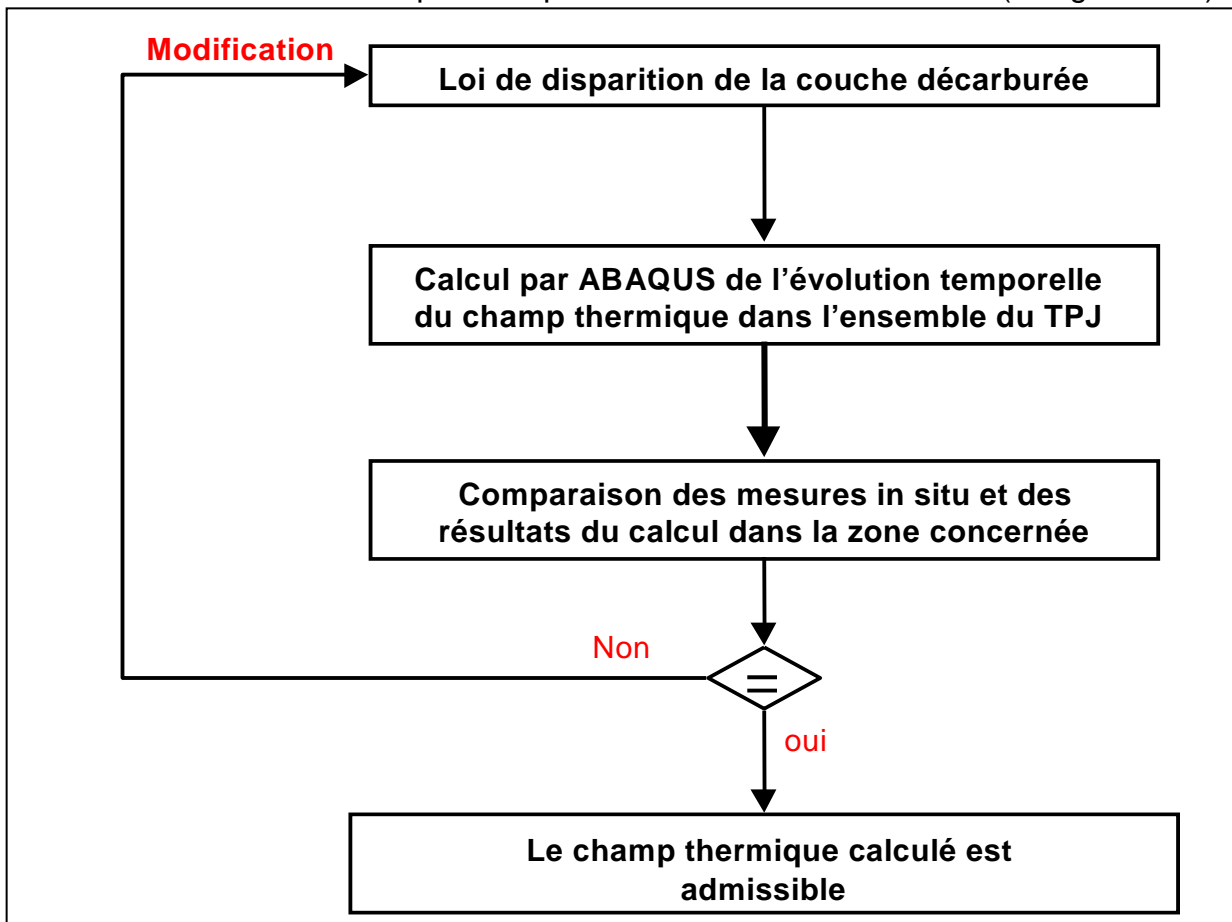 Modification
Loi de disparition de la couche décarburée
Calcul par ABAQUS de l'évolution temporelle
du champ thermique dans l'ensemble du TPJ
Comparaison des mesures in situ et des
résultats du calcul dans la zone concernée
Non
=
oui
Le champ thermique calculé est
admissible